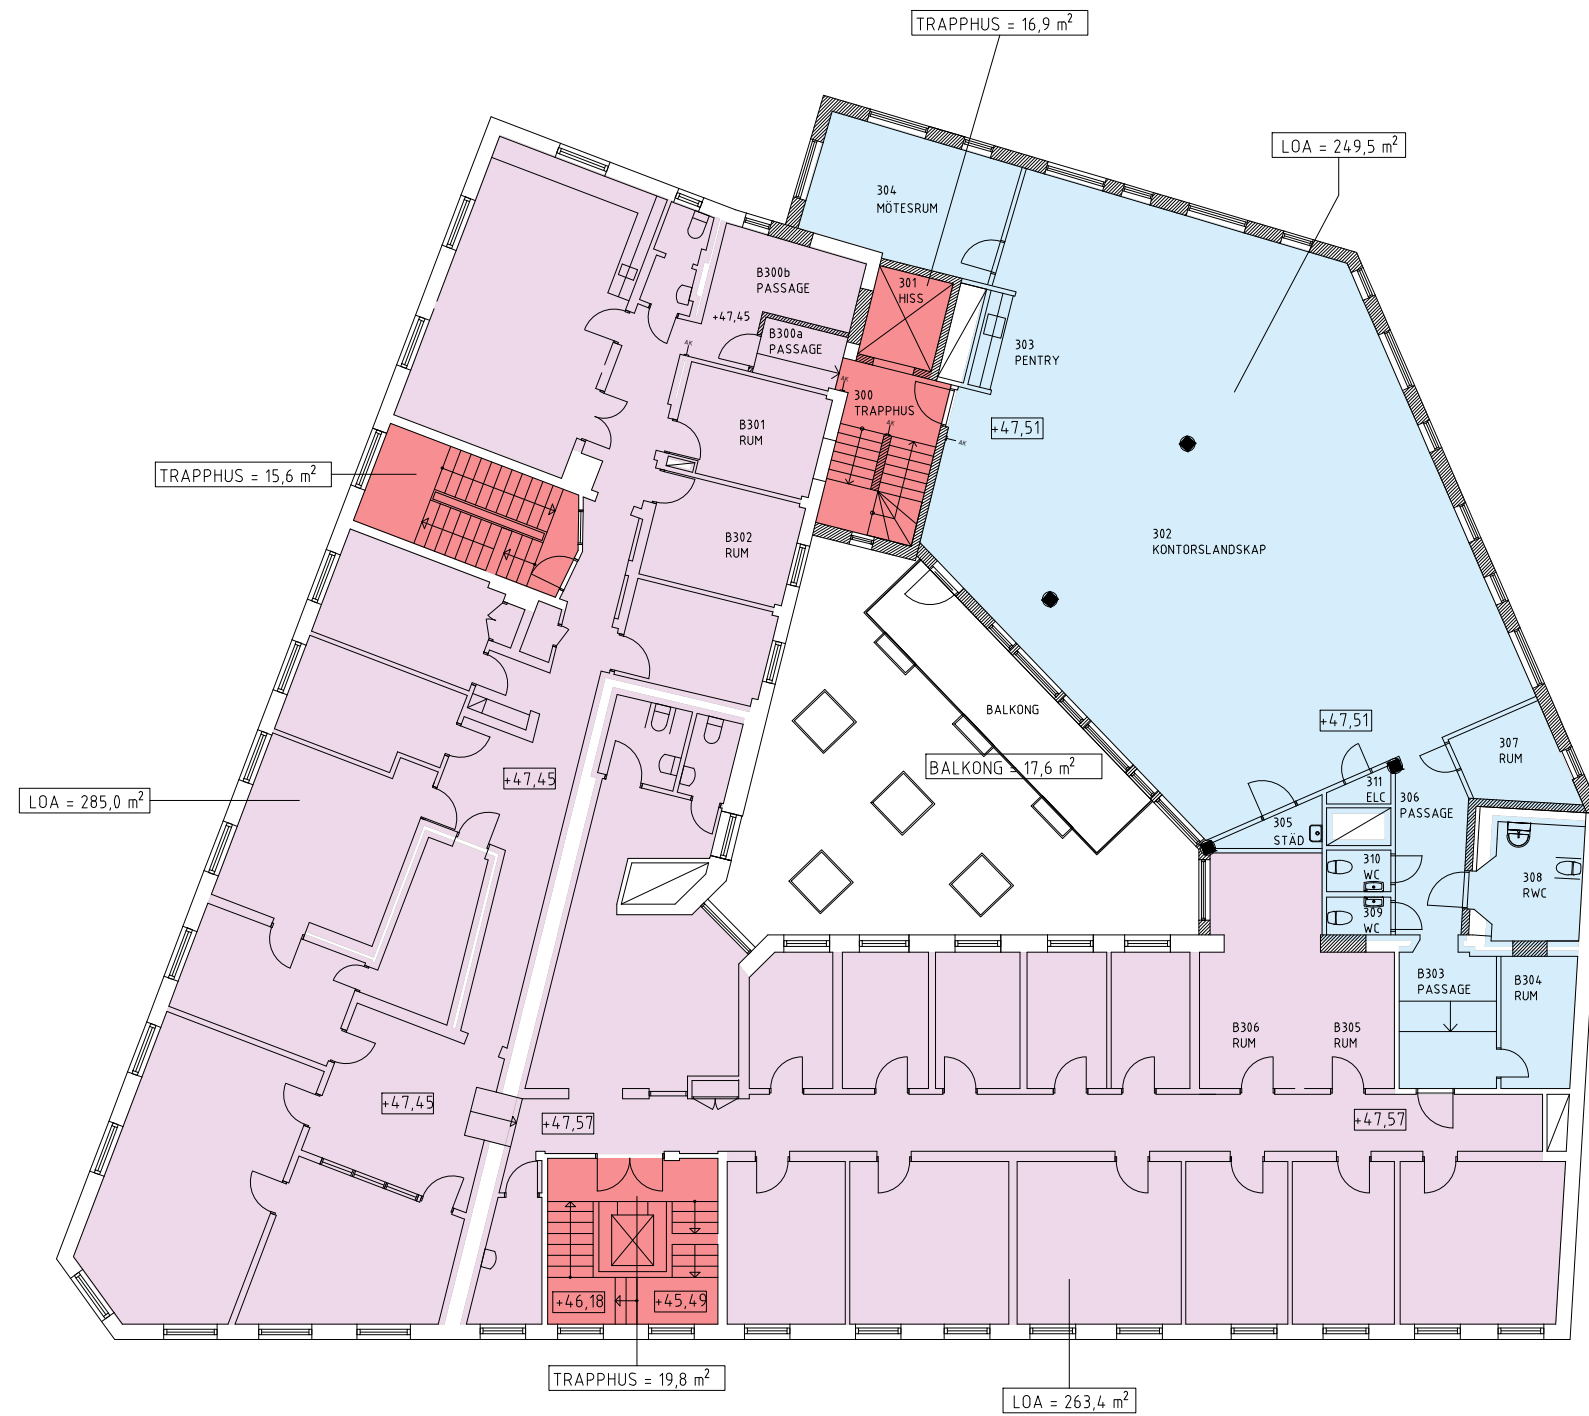 TRAPPHUS = 16,9 m²
LOA = 249,5 m²
304
MÖTESRUM
B300b
PASSAGE
301
HISS
+47,45
B300a
PASSAGE
303
PENTRY
AK
AK
300
TRAPPHUS
AK
AK
+47,51
B301
RUM
TRAPPHUS = 15,6 m²
B302
RUM
302
KONTORSLANDSKAP
BALKONG
+47,51
307
RUM
BALKONG = 17,6 m²
+47,45
311
ELC
306
PASSAGE
LOA = 285,0 m²
305
STÄD
310
WC
308
RWC
309
WC
B303
PASSAGE
B304
RUM
B306
RUM
B305
RUM
+47,45
+47,57
+47,57
+46,18
+45,49
TRAPPHUS = 19,8 m²
LOA = 263,4 m²